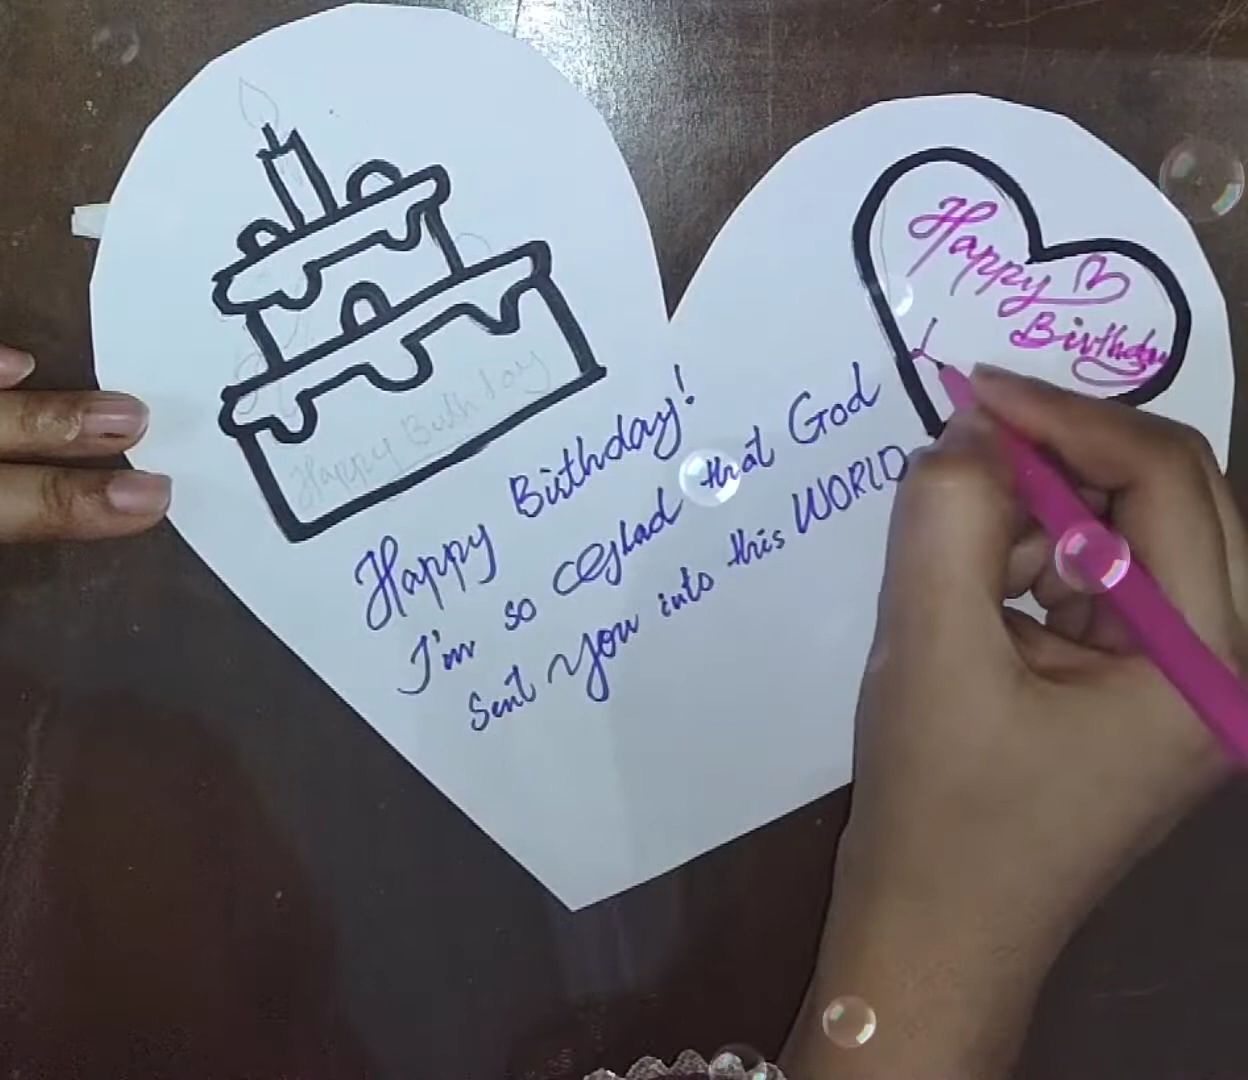 Happy Birthday
Happy Birthday!
I'm so Glad that God
Sent you into this WORLD
Happy
Birthday